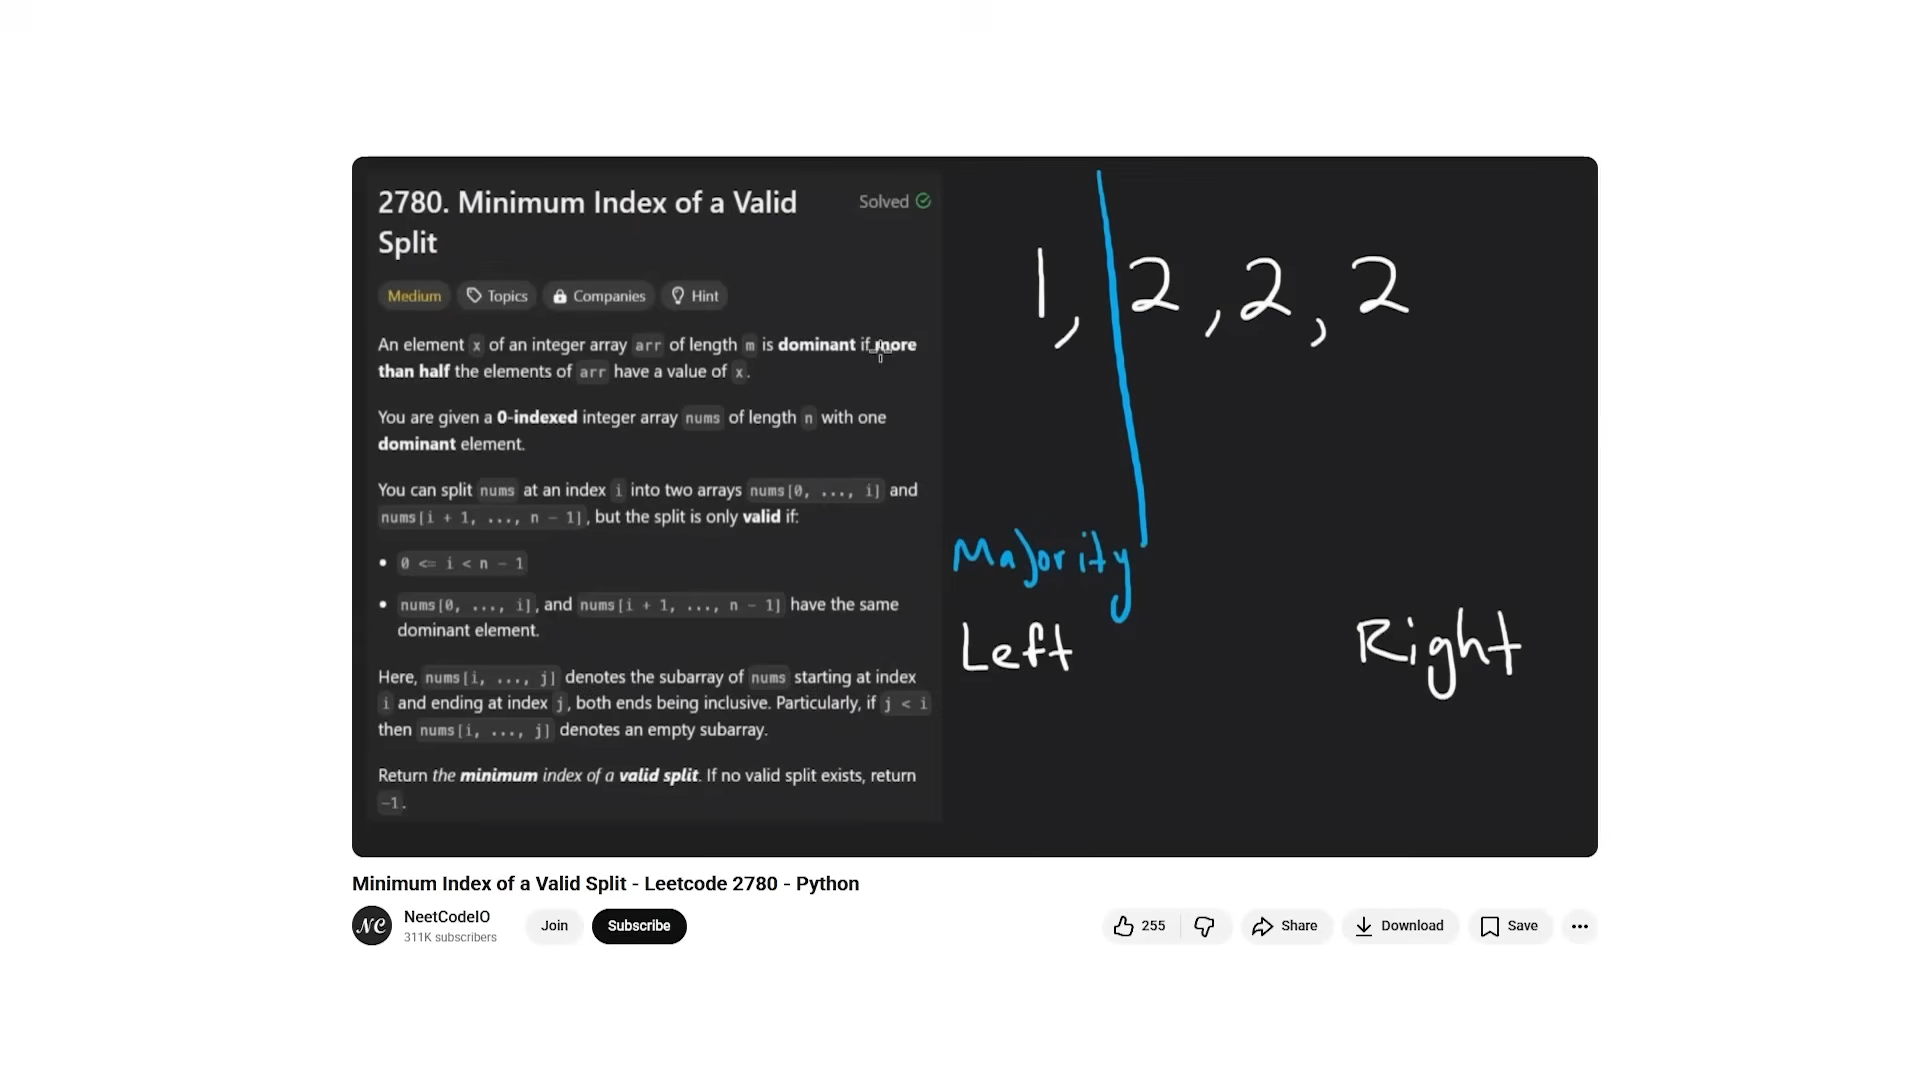 2780. Minimum Index of a Valid
Split
Solved
Medium Topics Companies Hint
An element x of an integer array arr of length m is dominant if more
than half the elements of arr have a value of x.
You are given a 0-indexed integer array nums of length n with one
dominant element.
You can split nums at an index i into two arrays nums[0, ..., i] and
nums[i + 1, ..., n - 1], but the split is only valid if:
• 0 <= i < n - 1
• nums[0, ..., i], and nums[i + 1, ..., n - 1] have the same
dominant element.
Here, nums[i, ..., j] denotes the subarray of nums starting at index
i and ending at index j, both ends being inclusive. Particularly, if j < i
then nums[i, ..., j] denotes an empty subarray.
Return the minimum index of a valid split. If no valid split exists, return
-1.
1, 2, 2, 2
Majority
Left Right
Minimum Index of a Valid Split - Leetcode 2780 - Python
NC
NeetCodeIO
311K subscribers
Join Subscribe
255 Share Download Save ...